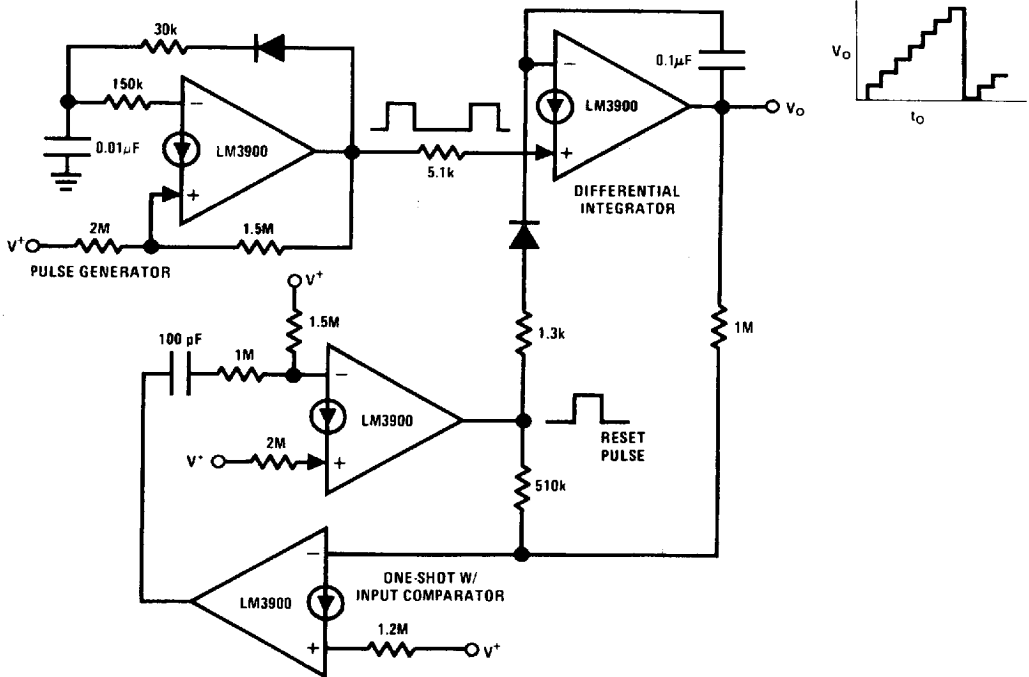 30k
150k
−
LM3900
0.01μF
+
2M
1.5M
V+
PULSE GENERATOR
5.1k
−
LM3900
+
0.1μF
VO
DIFFERENTIAL
INTEGRATOR
VO
tO
V+
1.5M
100 pF
1M
−
LM3900
2M
V+
+
1.3k
1M
RESET
PULSE
510k
−
LM3900
+
ONE-SHOT W/
INPUT COMPARATOR
1.2M
V+